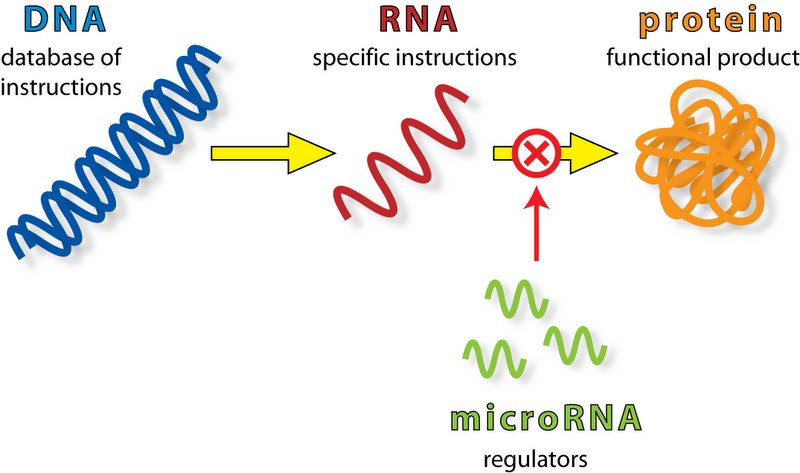 DNA
database of
instructions
RNA
specific instructions
protein
functional product
microRNA
regulators